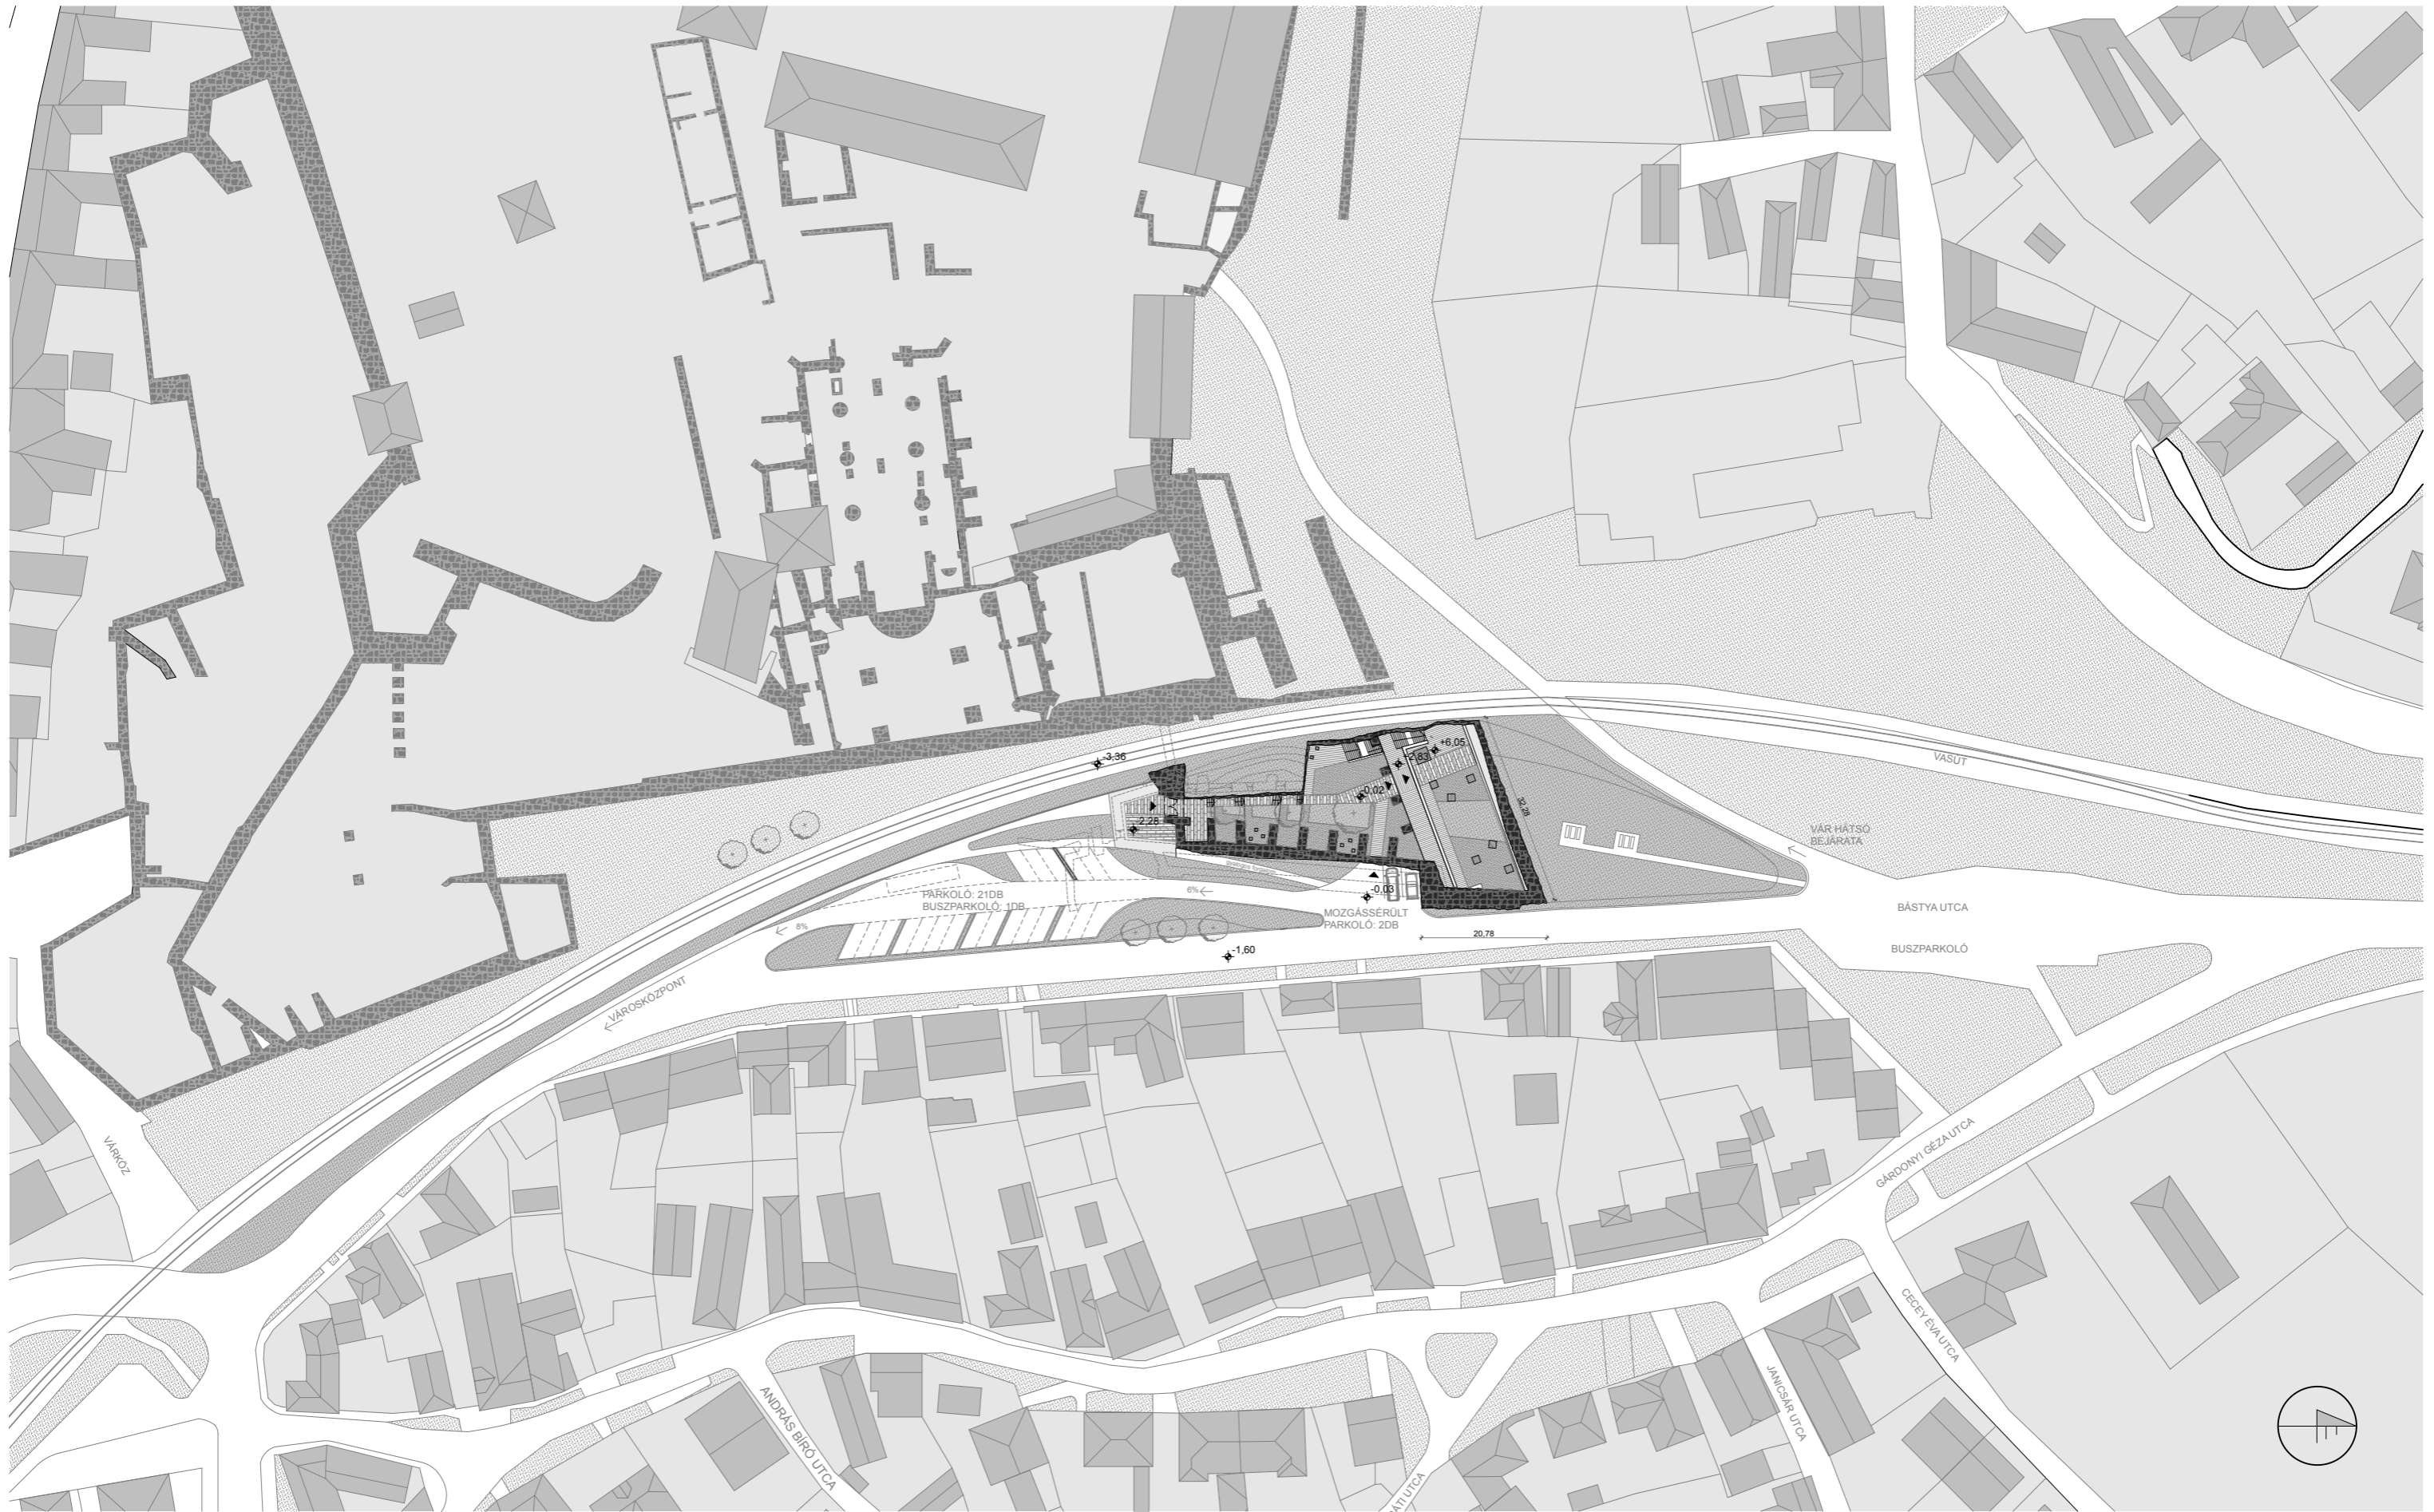 -3,36
+6,05
+2,83
-0,02
-2,28
32,28
VASÚT
VÁR HÁTSÓ
BEJÁRATA
PARKOLÓ: 21DB
BUSZPARKOLÓ: 1DB
6%
8%
-0,03
MOZGÁSSÉRÜLT
PARKOLÓ: 2DB
20,78
-1,60
BÁSTYA UTCA
BUSZPARKOLÓ
VÁROSKÖZPONT
VÁRKÖZ
GÁRDONYI GÉZA UTCA
CECEY ÉVA UTCA
JANICSÁR UTCA
ANDRÁS BÍRÓ UTCA
UTCA